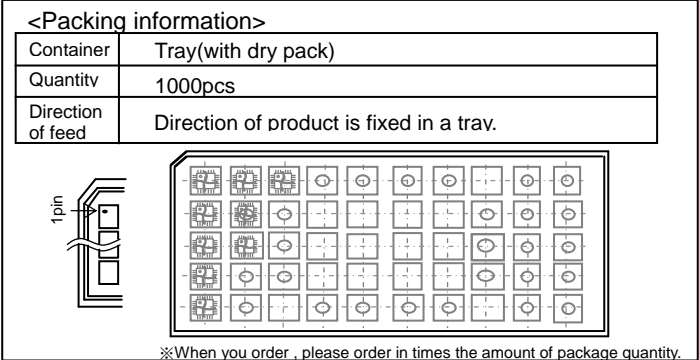 <Packing information>
Container Tray(with dry pack)
Quantity 1000pcs
Direction
of feed Direction of product is fixed in a tray.
1pin
※When you order , please order in times the amount of package quantity.